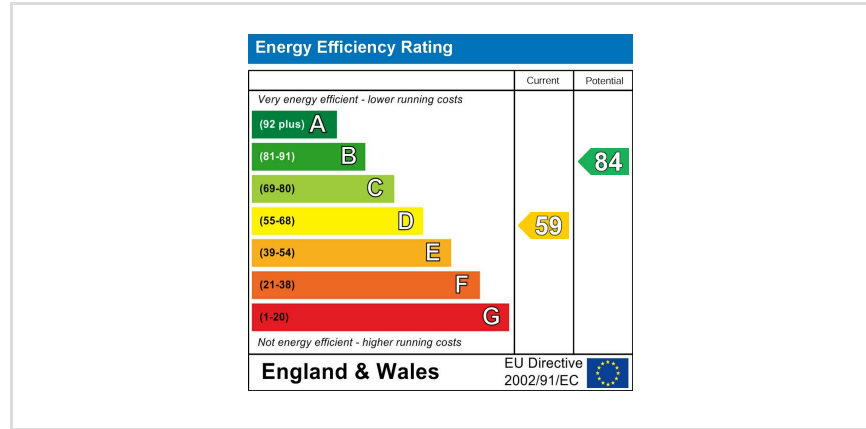 Energy Efficiency Rating
Current Potential
Very energy efficient - lower running costs
(92 plus) A
(81-91) B
84
(69-80) C
(55-68) D
59
(39-54) E
(21-38) F
(1-20) G
Not energy efficient - higher running costs
England & Wales
EU Directive
2002/91/EC